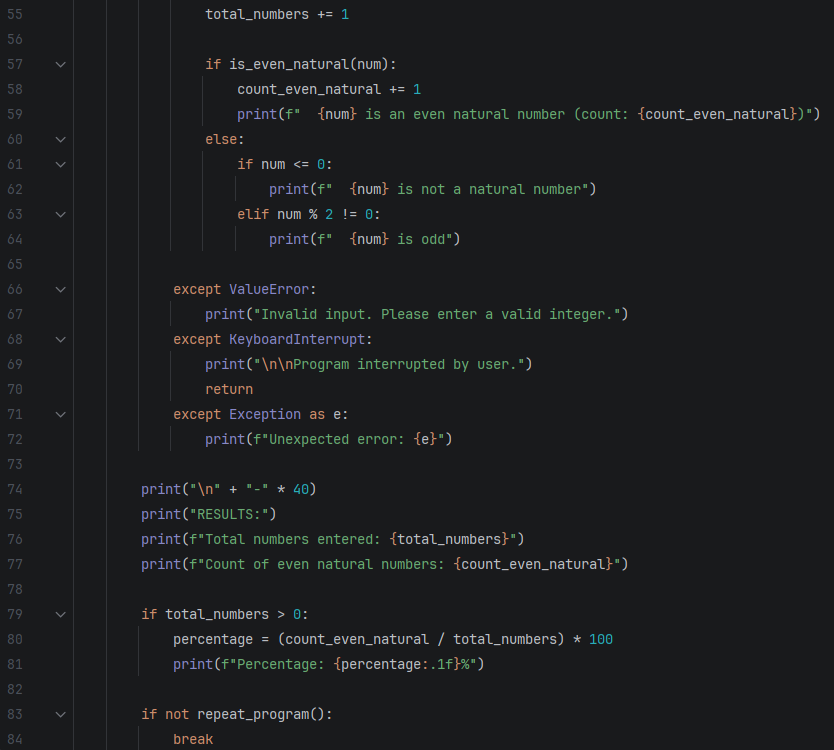 55                 total_numbers += 1
56
57                 if is_even_natural(num):
58                     count_even_natural += 1
59                     print(f"  {num} is an even natural number (count: {count_even_natural})")
60                 else:
61                     if num <= 0:
62                         print(f"  {num} is not a natural number")
63                     elif num % 2 != 0:
64                         print(f"  {num} is odd")
65
66             except ValueError:
67                 print("Invalid input. Please enter a valid integer.")
68             except KeyboardInterrupt:
69                 print("\n\nProgram interrupted by user.")
70                 return
71             except Exception as e:
72                 print(f"Unexpected error: {e}")
73
74         print("\n" + "-" * 40)
75         print("RESULTS:")
76         print(f"Total numbers entered: {total_numbers}")
77         print(f"Count of even natural numbers: {count_even_natural}")
78
79         if total_numbers > 0:
80             percentage = (count_even_natural / total_numbers) * 100
81             print(f"Percentage: {percentage:.1f}%")
82
83         if not repeat_program():
84             break